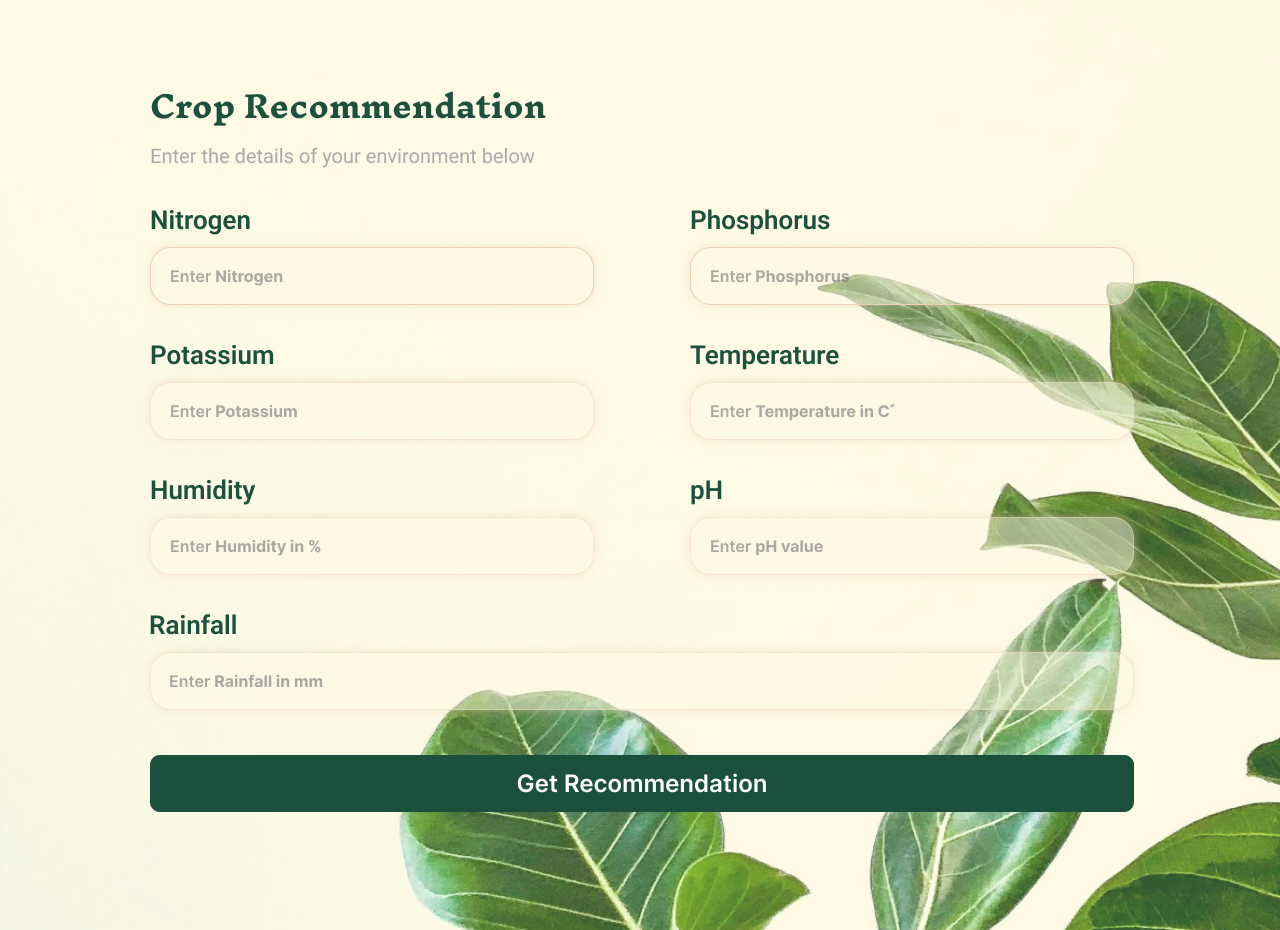 Crop Recommendation
Enter the details of your environment below
Nitrogen
Phosphorus
Enter Nitrogen
Enter Phosphorus
Potassium
Temperature
Enter Potassium
Enter Temperature in C°
Humidity
pH
Enter Humidity in %
Enter pH value
Rainfall
Enter Rainfall in mm
Get Recommendation